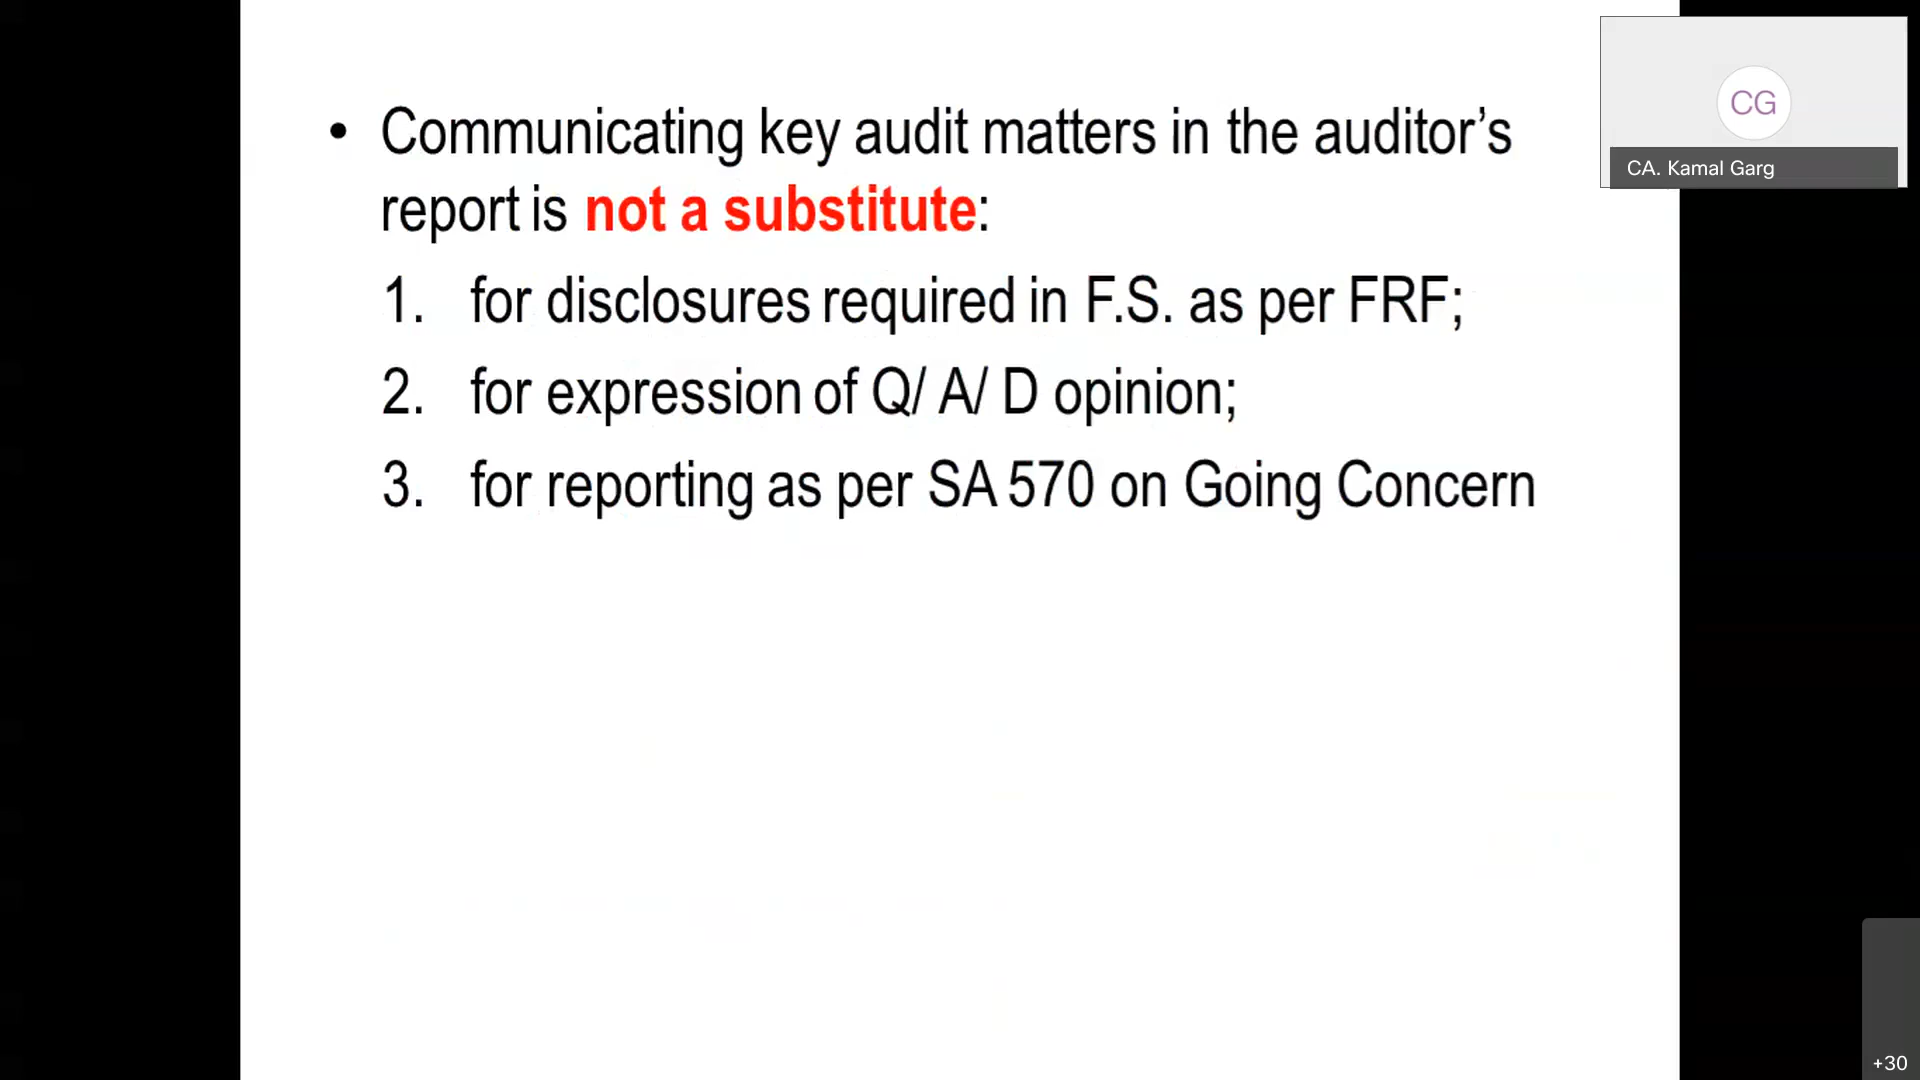 • Communicating key audit matters in the auditor’s
report is not a substitute:
1. for disclosures required in F.S. as per FRF;
2. for expression of Q/ A/ D opinion;
3. for reporting as per SA 570 on Going Concern
CG
CA. Kamal Garg
+30